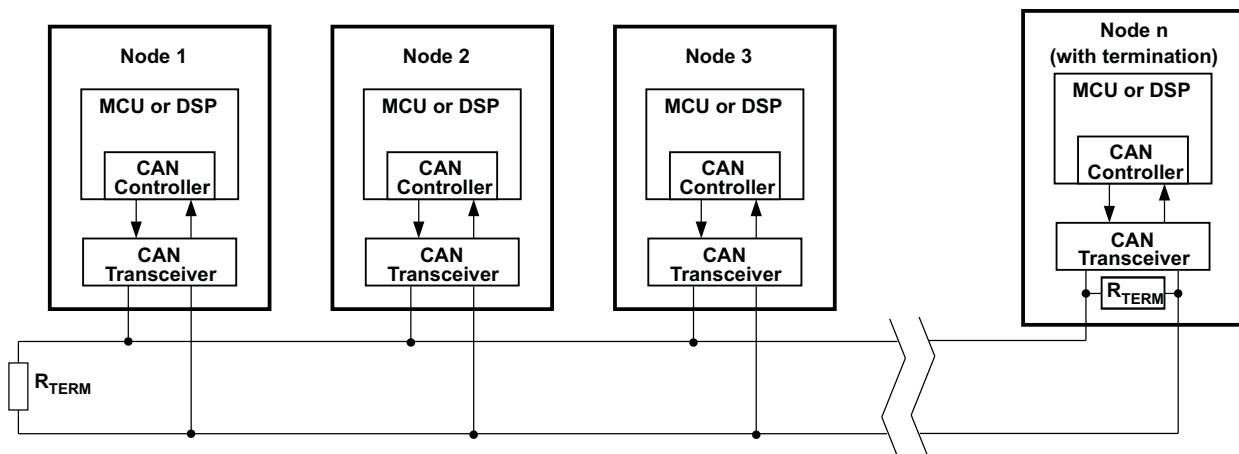 Node 1
MCU or DSP
CAN
Controller
CAN
Transceiver
Node 2
MCU or DSP
CAN
Controller
CAN
Transceiver
Node 3
MCU or DSP
CAN
Controller
CAN
Transceiver
Node n
(with termination)
MCU or DSP
CAN
Controller
CAN
Transceiver
RTERM
RTERM